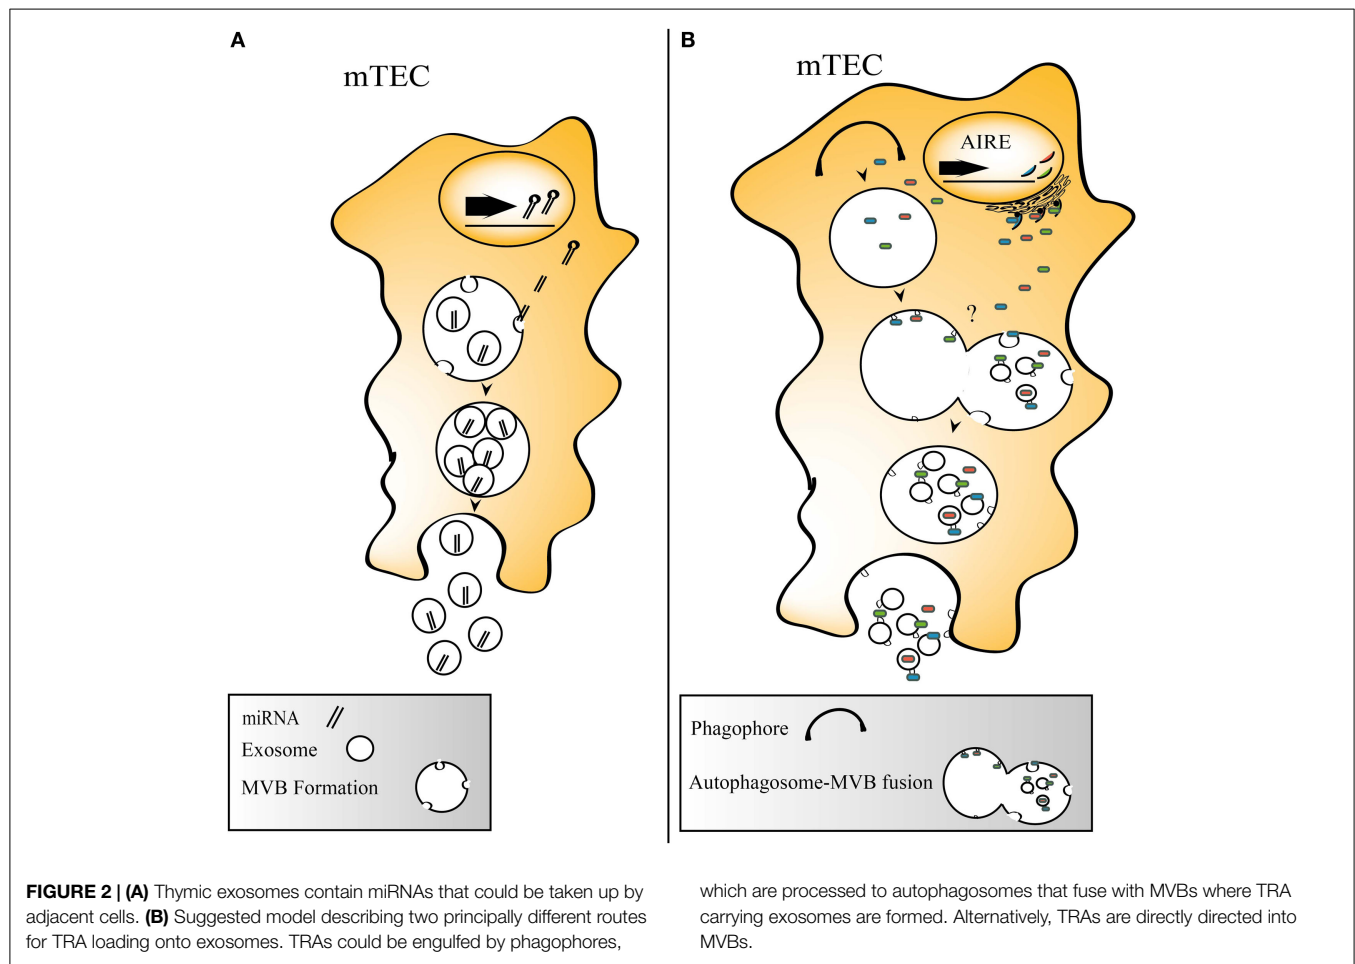 A
mTEC
miRNA
Exosome
MVB Formation
B
mTEC
AIRE
?
Phagophore
Autophagosome-MVB fusion
FIGURE 2 | (A) Thymic exosomes contain miRNAs that could be taken up by
adjacent cells. (B) Suggested model describing two principally different routes
for TRA loading onto exosomes. TRAs could be engulfed by phagophores,
which are processed to autophagosomes that fuse with MVBs where TRA
carrying exosomes are formed. Alternatively, TRAs are directly directed into
MVBs.